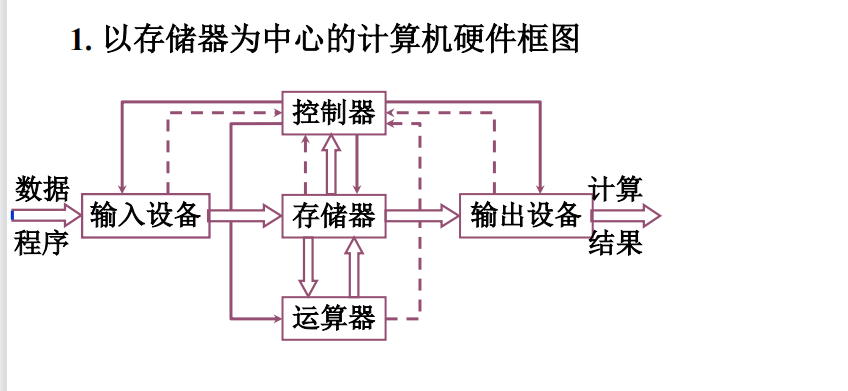 1. 以存储器为中心的计算机硬件框图
控制器
数据
程序
输入设备
存储器
输出设备
计算
结果
运算器